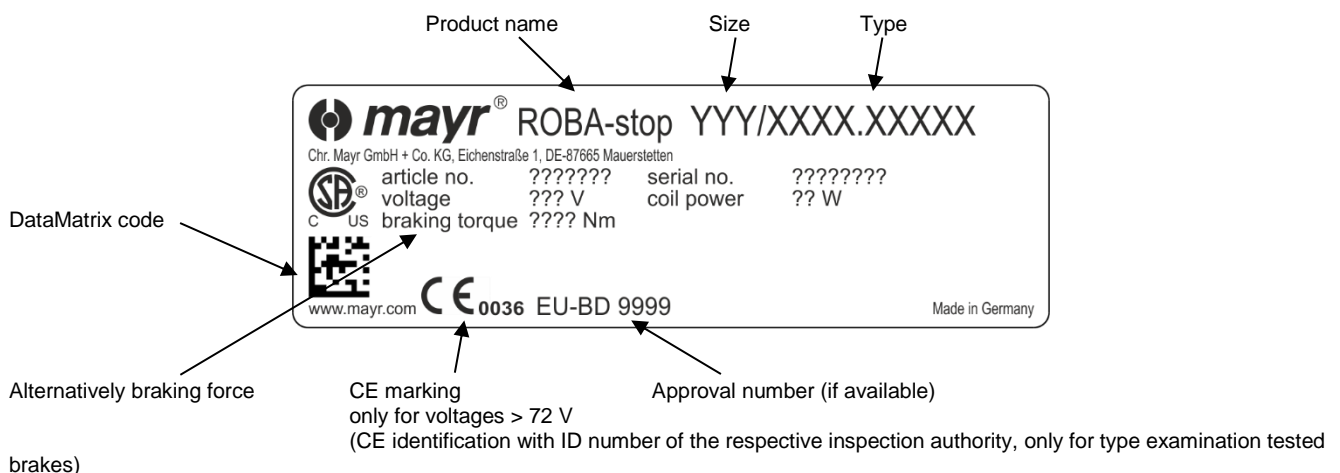 Product name Size Type
mayr® ROBA-stop YYY/XXXX.XXXXX
Chr. Mayr GmbH + Co. KG, Eichenstraße 1, DE-87665 Mauerstetten
article no. ??????? serial no. ????????
SA®
voltage ??? V coil power ?? W
C US braking torque ???? Nm
DataMatrix code
www.mayr.com CE 0036 EU-BD 9999 Made in Germany
Alternatively braking force CE marking Approval number (if available)
only for voltages > 72 V
(CE identification with ID number of the respective inspection authority, only for type examination tested
brakes)